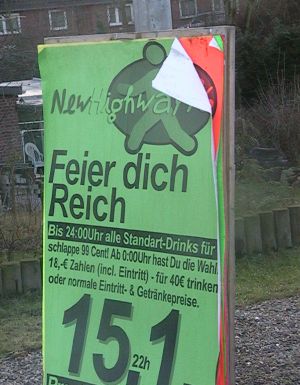 NewHighway
Feier dich
Reich
Bis 24:00Uhr alle Standart-Drinks für
schlappe 99 Cent! Ab 0:00Uhr hast Du die Wahl.
18,-€ Zahlen (incl. Eintritt) - für 40€ trinken
oder normale Eintritt- & Getränkepreise.
15,1
22h